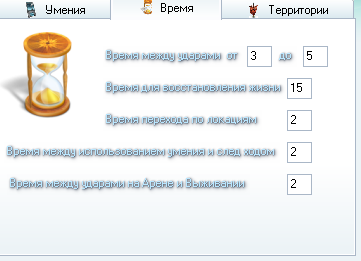 Умения Время Территории
Время между ударами от 3 до 5
Время для восстановления жизни 15
Время перехода по локациям 2
Время между использованием умения и след ходом 2
Время между ударами на Арене и Выживании 2